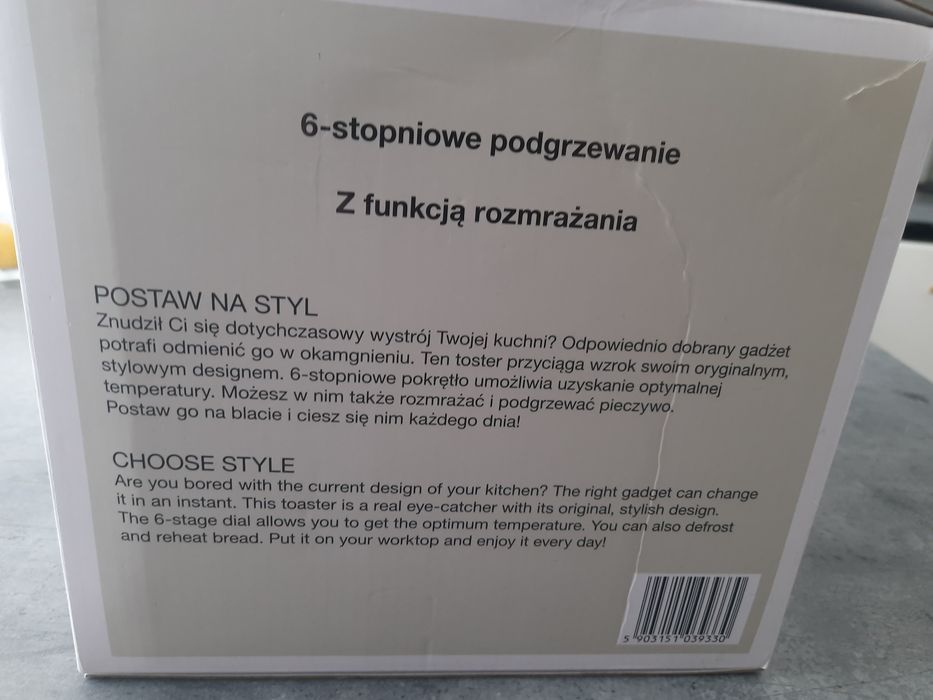 6-stopniowe podgrzewanie
Z funkcją rozmrażania
POSTAW NA STYL
Znudził Ci się dotychczasowy wystrój Twojej kuchni? Odpowiednio dobrany gadżet
potrafi odmienić go w okamgnieniu. Ten toster przyciąga wzrok swoim oryginalnym,
stylowym designem. 6-stopniowe pokrętło umożliwia uzyskanie optymalnej
temperatury. Możesz w nim także rozmrażać i podgrzewać pieczywo.
Postaw go na blacie i ciesz się nim każdego dnia!
CHOOSE STYLE
Are you bored with the current design of your kitchen? The right gadget can change
it in an instant. This toaster is a real eye-catcher with its original, stylish design.
The 6-stage dial allows you to get the optimum temperature. You can also defrost
and reheat bread. Put it on your worktop and enjoy it every day!
5 903151 039330